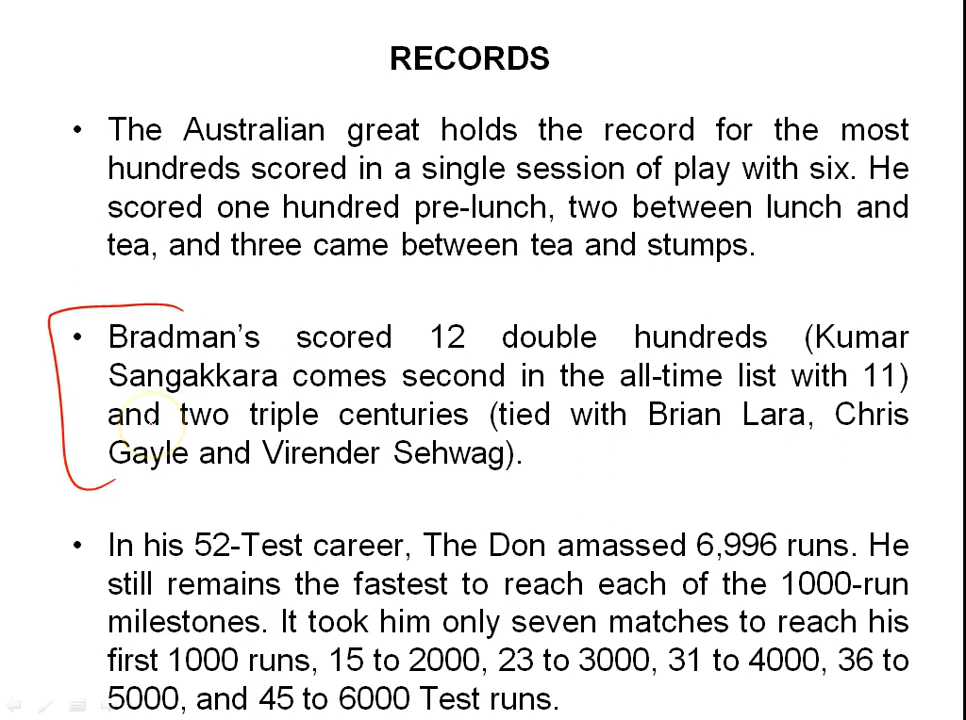 RECORDS
• The Australian great holds the record for the most
hundreds scored in a single session of play with six. He
scored one hundred pre-lunch, two between lunch and
tea, and three came between tea and stumps.
• Bradman’s scored 12 double hundreds (Kumar
Sangakkara comes second in the all-time list with 11)
and two triple centuries (tied with Brian Lara, Chris
Gayle and Virender Sehwag).
• In his 52-Test career, The Don amassed 6,996 runs. He
still remains the fastest to reach each of the 1000-run
milestones. It took him only seven matches to reach his
first 1000 runs, 15 to 2000, 23 to 3000, 31 to 4000, 36 to
5000, and 45 to 6000 Test runs.